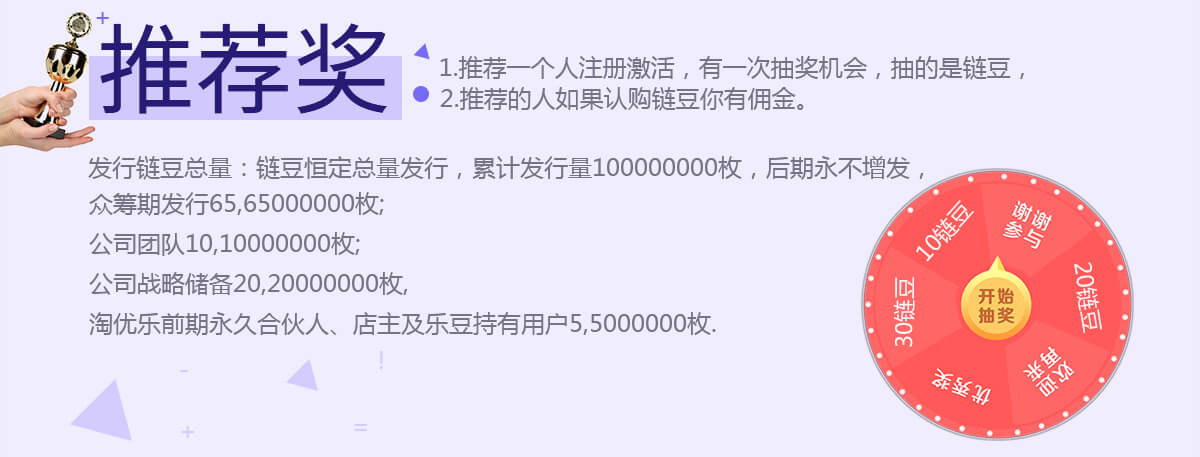 推荐奖
1.推荐一个人注册激活，有一次抽奖机会，抽的是链豆，
2.推荐的人如果认购链豆你有佣金。
发行链豆总量：链豆恒定总量发行，累计发行量100000000枚，后期永不增发，
众筹期发行65,65000000枚;
公司团队10,10000000枚;
公司战略储备20,20000000枚,
淘优乐前期永久合伙人、店主及乐豆持有用户5,5000000枚.
谢谢
参与
20链豆
欢迎
再来
优秀奖
30链豆
10链豆
开始
抽奖